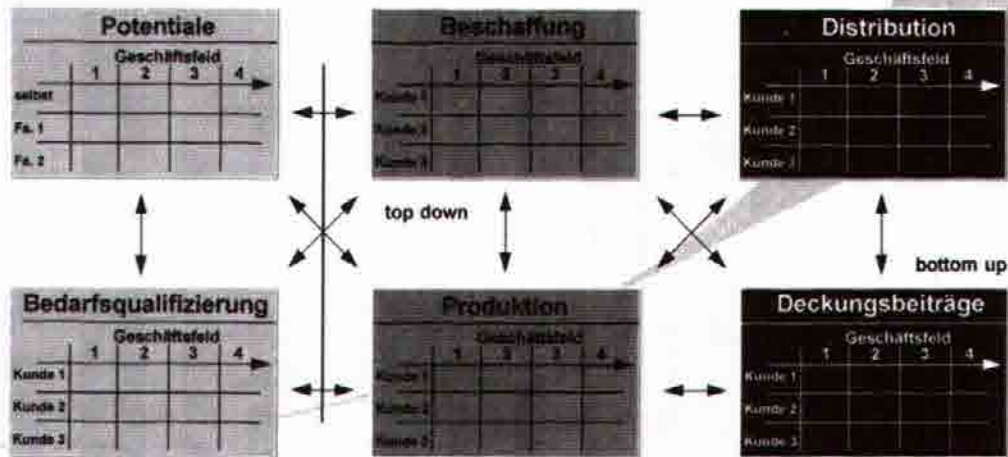 Potentiale
Geschäftsfeld
1 2 3 4
selbst
Fa. 1
Fa. 2
Beschaffung
Geschäftsfeld
1 2 3 4
Kunde 1
Kunde 2
Kunde 3
Distribution
Geschäftsfeld
1 2 3 4
Kunde 1
Kunde 2
Kunde 3
top down
bottom up
Bedarfsqualifizierung
Geschäftsfeld
1 2 3 4
Kunde 1
Kunde 2
Kunde 3
Produktion
Geschäftsfeld
1 2 3 4
Kunde 1
Kunde 2
Kunde 3
Deckungsbeiträge
Geschäftsfeld
1 2 3 4
Kunde 1
Kunde 2
Kunde 3